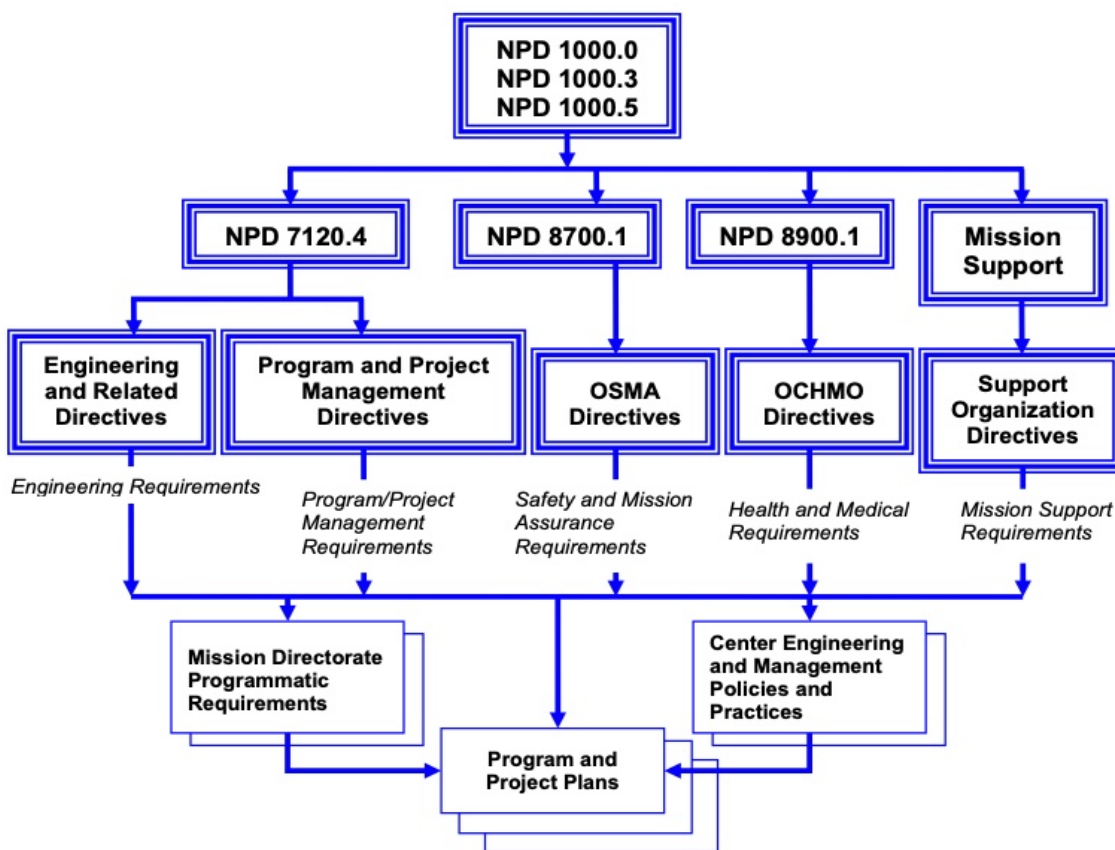 NPD 1000.0
NPD 1000.3
NPD 1000.5
NPD 7120.4
NPD 8700.1
NPD 8900.1
Mission
Support
Engineering
and Related
Directives
Program and Project
Management
Directives
OSMA
Directives
OCHMO
Directives
Support
Organization
Directives
Engineering Requirements
Program/Project
Management
Requirements
Safety and Mission
Assurance
Requirements
Health and Medical
Requirements
Mission Support
Requirements
Mission Directorate
Programmatic
Requirements
Center Engineering
and Management
Policies and
Practices
Program and
Project Plans